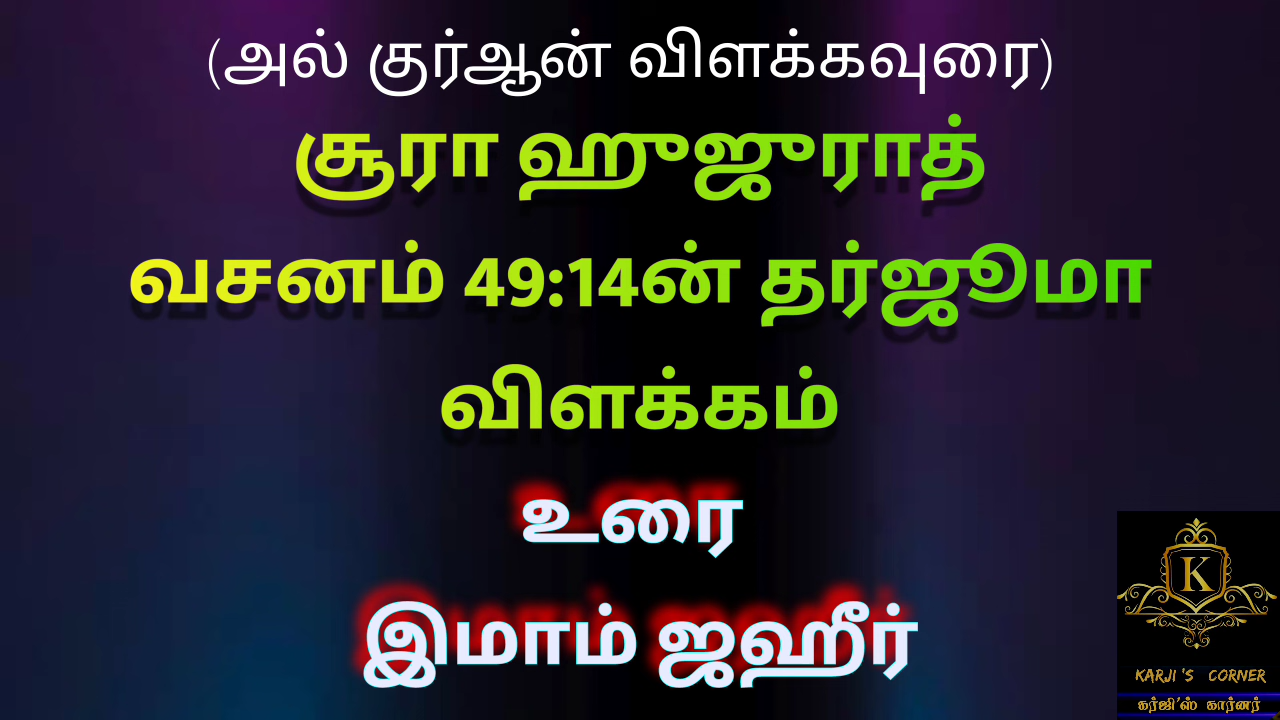 (அல் குர்ஆன் விளக்கவுரை)
சூரா ஹுஜுராத்
வசனம் 49:14ன் தர்ஜூமா
விளக்கம்
உரை
இமாம் ஜஹீர்
K
KARJI'S CORNER
கர்ஜி'ஸ் கார்னர்